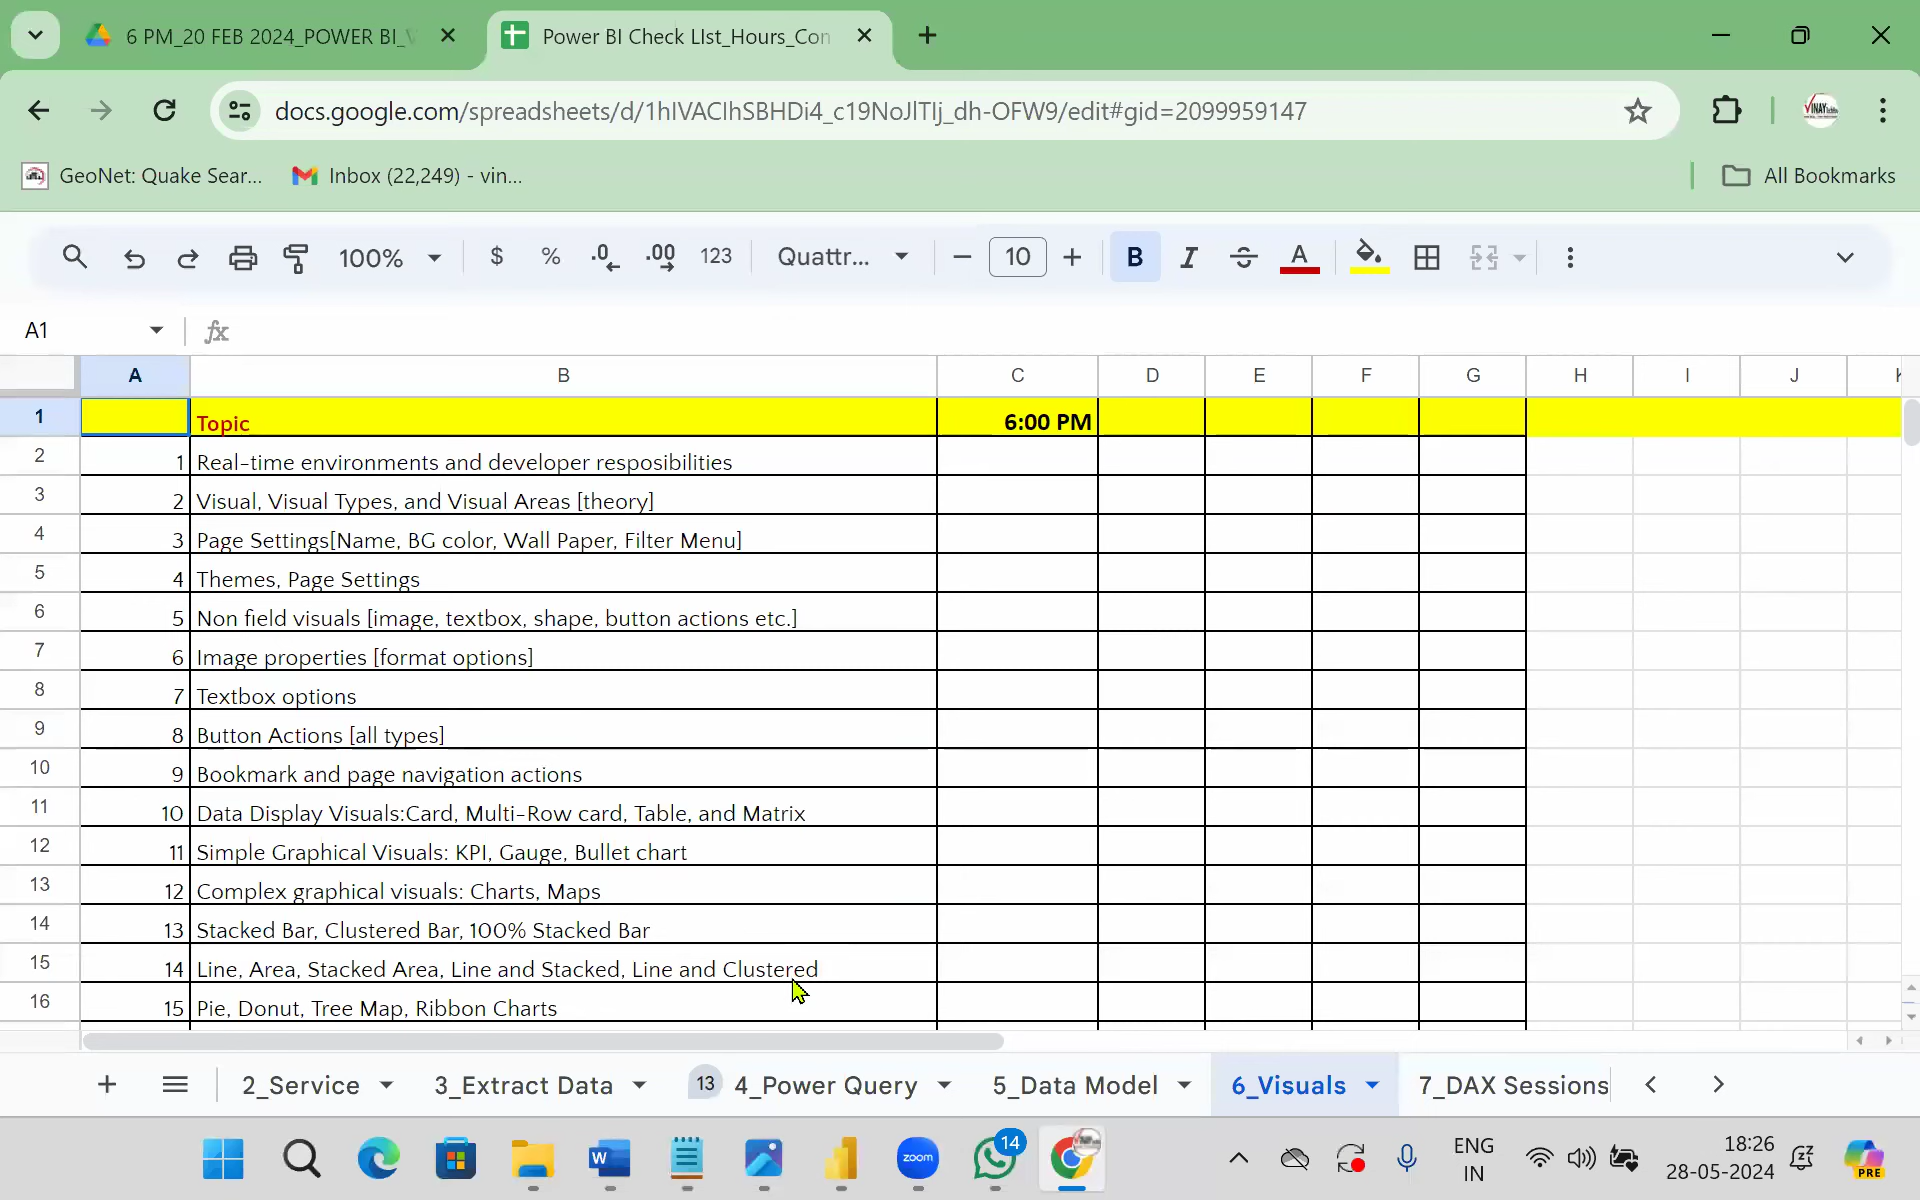 6 PM_20 FEB 2024_POWER BI_
Power BI Check LIst_Hours_Con
docs.google.com/spreadsheets/d/1hIVACIhSBHDi4_c19NoJlTIj_dh-OFW9/edit#gid=2099959147
GeoNet: Quake Sear...
Inbox (22,249) - vin...
All Bookmarks
100% $ % .0 .00 123 Quattr... 10 B I S A
A1 fx
A B C D E F G H I J
1 Topic 6:00 PM
2 1 Real-time environments and developer resposibilities
3 2 Visual, Visual Types, and Visual Areas [theory]
4 3 Page Settings[Name, BG color, Wall Paper, Filter Menu]
5 4 Themes, Page Settings
6 5 Non field visuals [image, textbox, shape, button actions etc.]
7 6 Image properties [format options]
8 7 Textbox options
9 8 Button Actions [all types]
10 9 Bookmark and page navigation actions
11 10 Data Display Visuals:Card, Multi-Row card, Table, and Matrix
12 11 Simple Graphical Visuals: KPI, Gauge, Bullet chart
13 12 Complex graphical visuals: Charts, Maps
14 13 Stacked Bar, Clustered Bar, 100% Stacked Bar
15 14 Line, Area, Stacked Area, Line and Stacked, Line and Clustered
16 15 Pie, Donut, Tree Map, Ribbon Charts
2_Service 3_Extract Data 13 4_Power Query 5_Data Model 6_Visuals 7_DAX Sessions
zoom 14 ENG
IN
18:26
28-05-2024
PRE